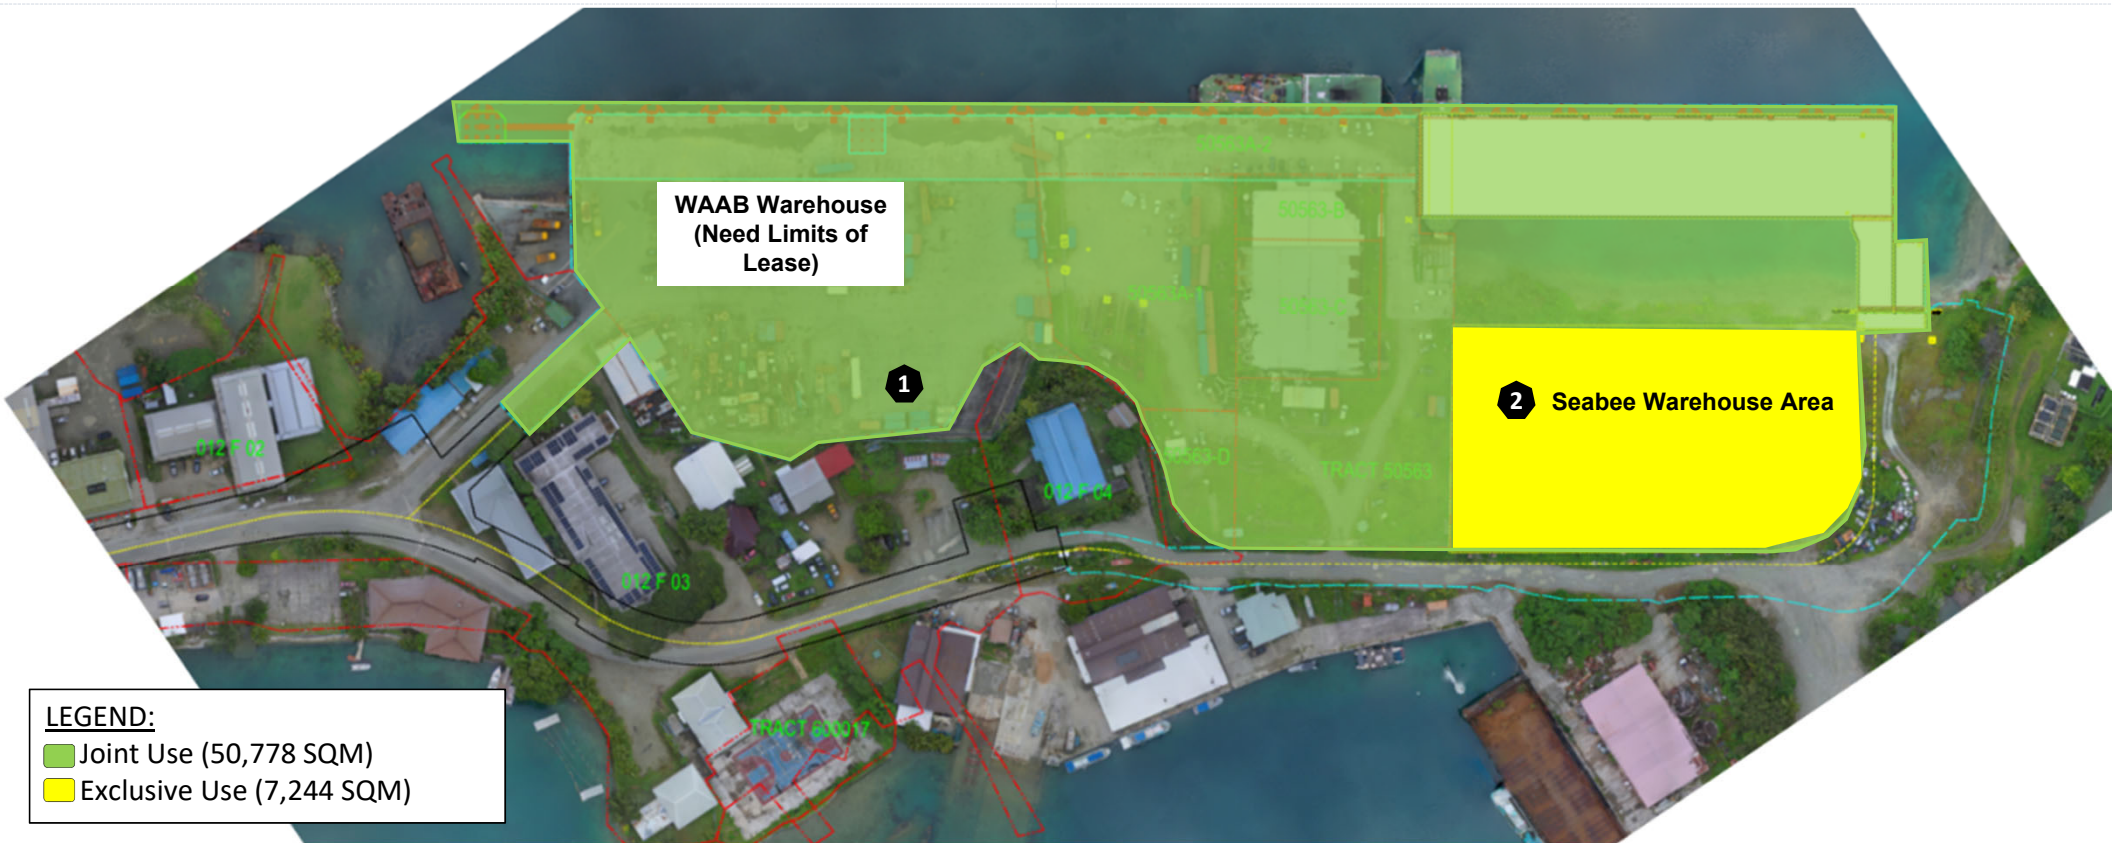 WAAB Warehouse
(Need Limits of
Lease)
50563-B
TRACT 50563
1
2 Seabee Warehouse Area
012 F 02
012 F 04
012 F 03
TRACT 600017
LEGEND:
Joint Use (50,778 SQM)
Exclusive Use (7,244 SQM)